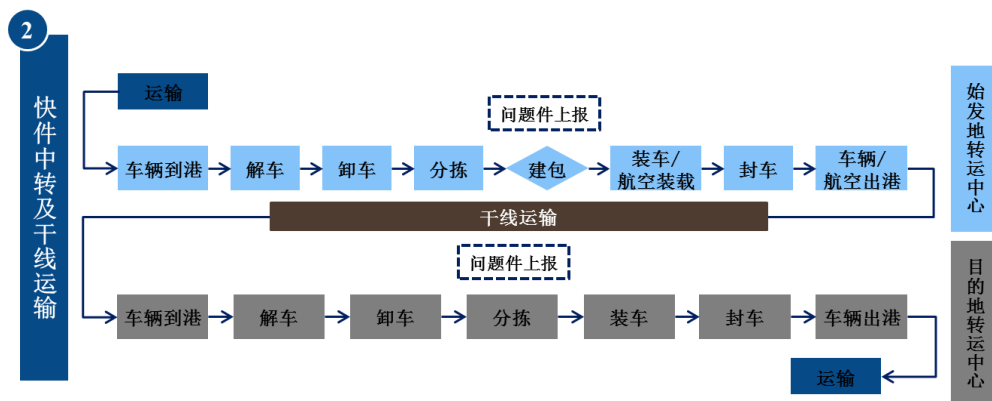 2
快件中转及干线运输
运输
问题件上报
车辆到港
解车
卸车
分拣
建包
装车/
航空装载
封车
车辆/
航空出港
始发地转运中心
干线运输
问题件上报
车辆到港
解车
卸车
分拣
装车
封车
车辆出港
目的地转运中心
运输